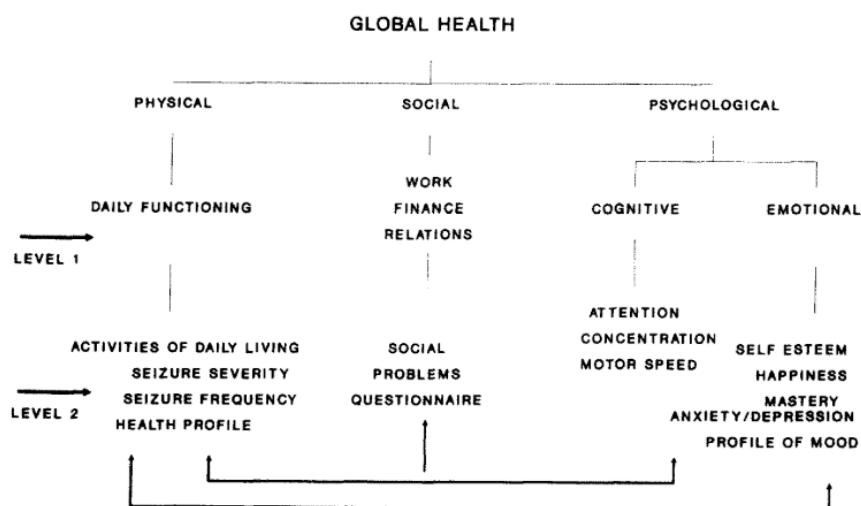 GLOBAL HEALTH
PHYSICAL
SOCIAL
PSYCHOLOGICAL
DAILY FUNCTIONING
WORK
FINANCE
RELATIONS
COGNITIVE
EMOTIONAL
LEVEL 1
ACTIVITIES OF DAILY LIVING
SEIZURE SEVERITY
SEIZURE FREQUENCY
HEALTH PROFILE
SOCIAL
PROBLEMS
QUESTIONNAIRE
ATTENTION
CONCENTRATION
MOTOR SPEED
SELF ESTEEM
HAPPINESS
MASTERY
ANXIETY/DEPRESSION
PROFILE OF MOOD
LEVEL 2